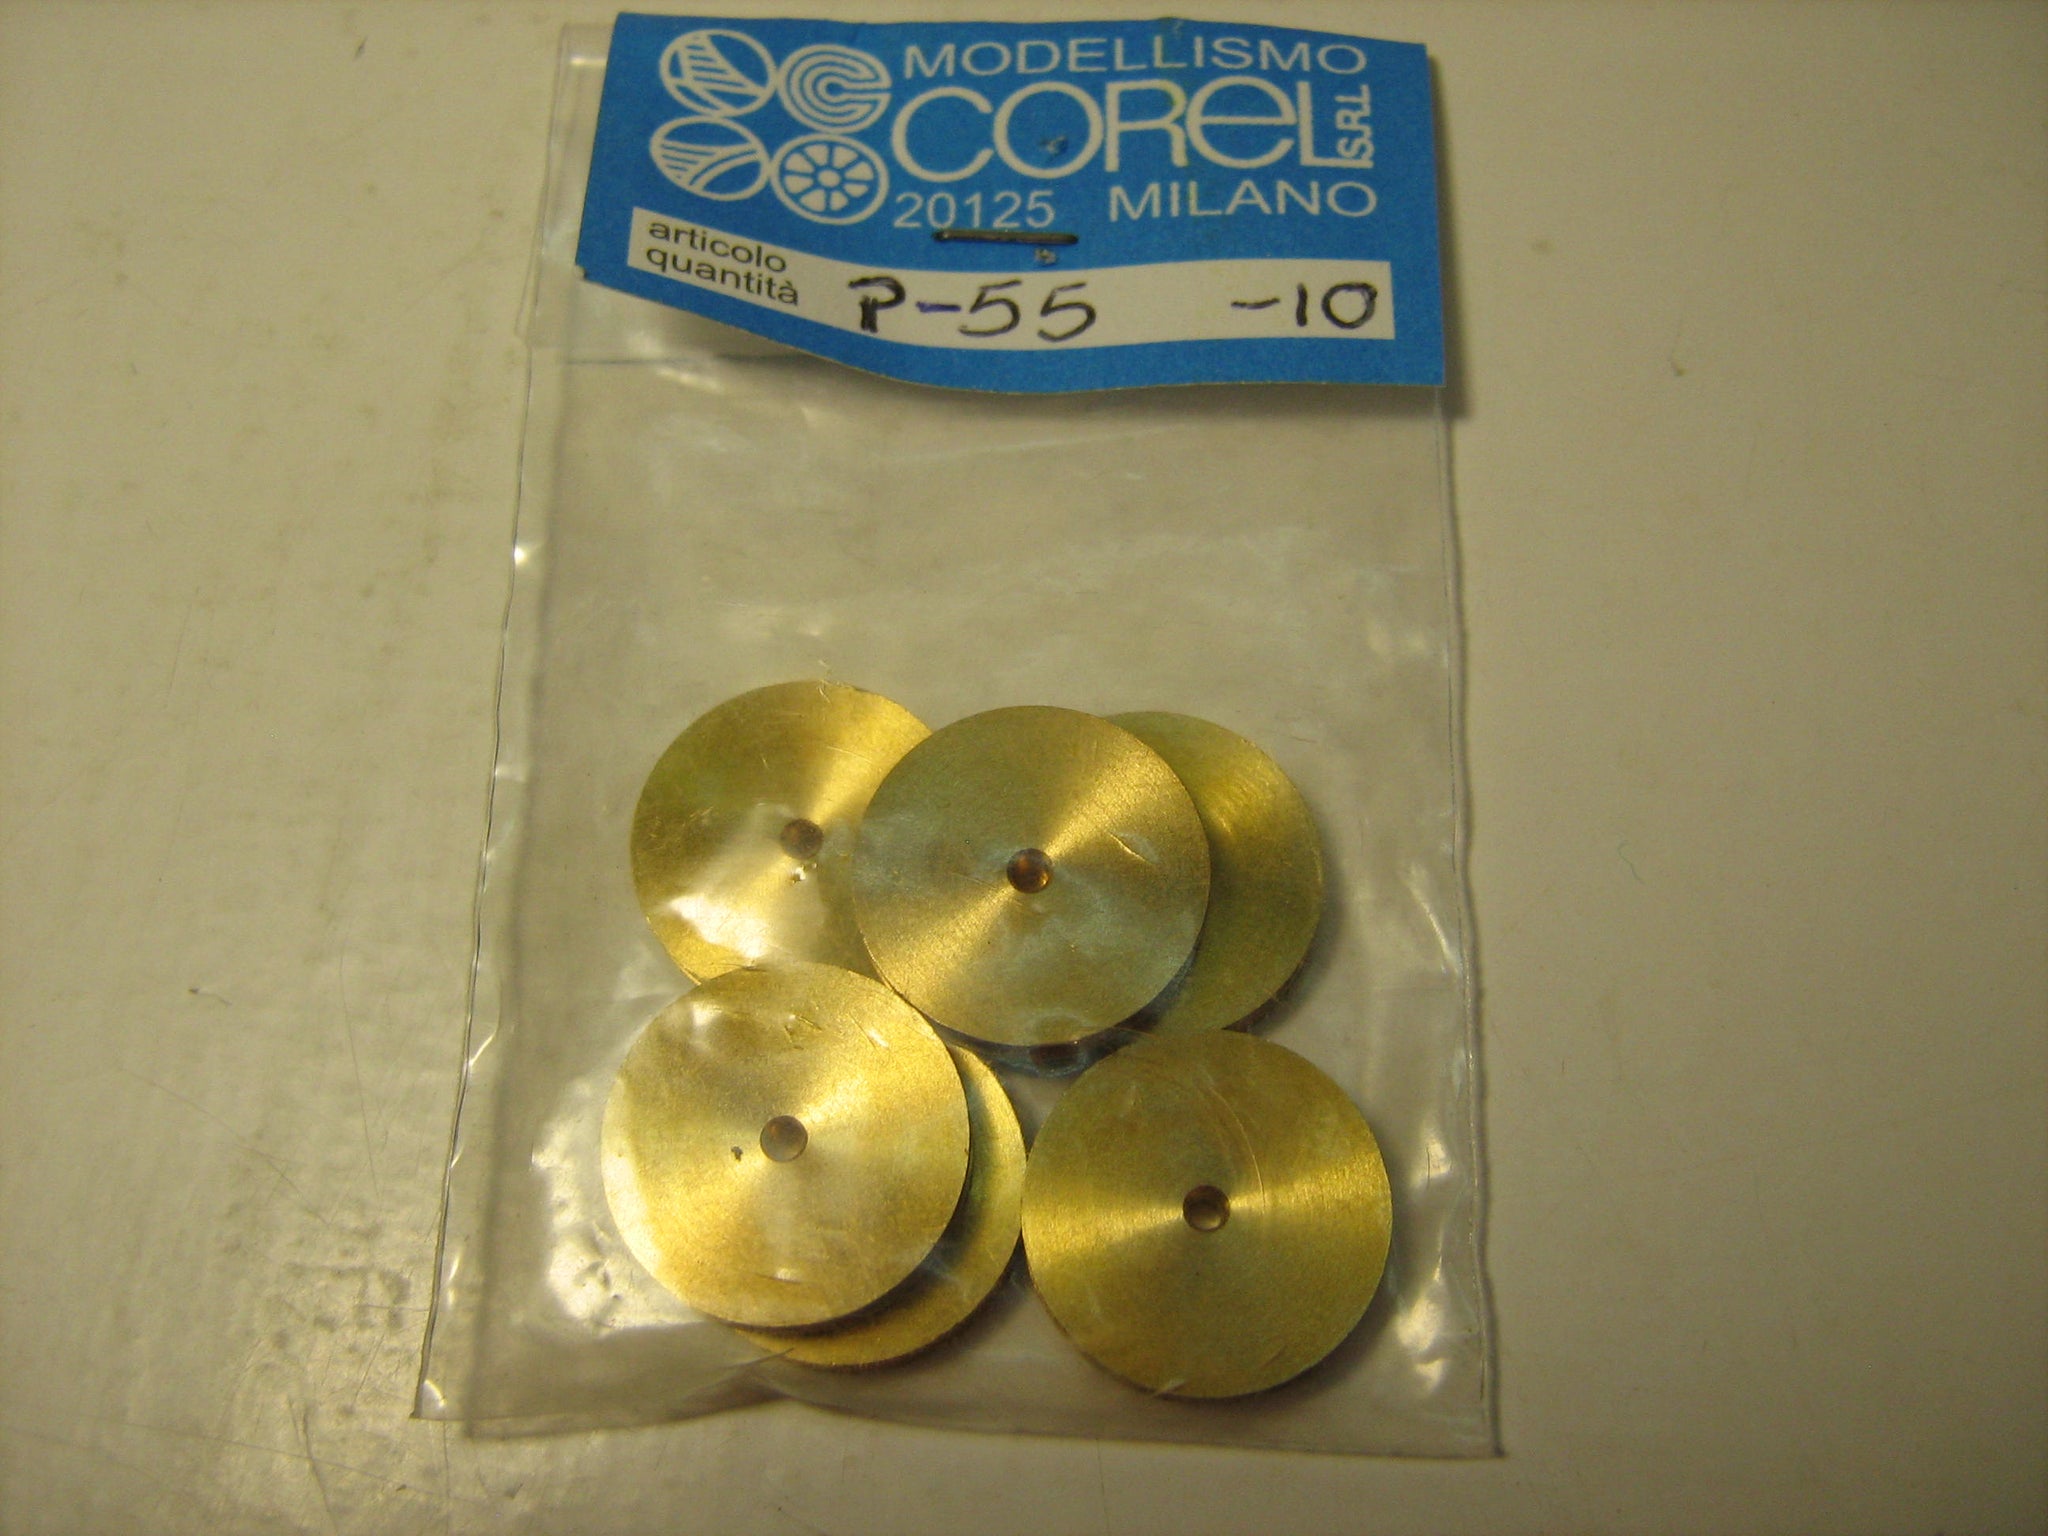 MODELLISMO
COREL S.R.L
20125 MILANO
articolo
quantità
P-55 -10